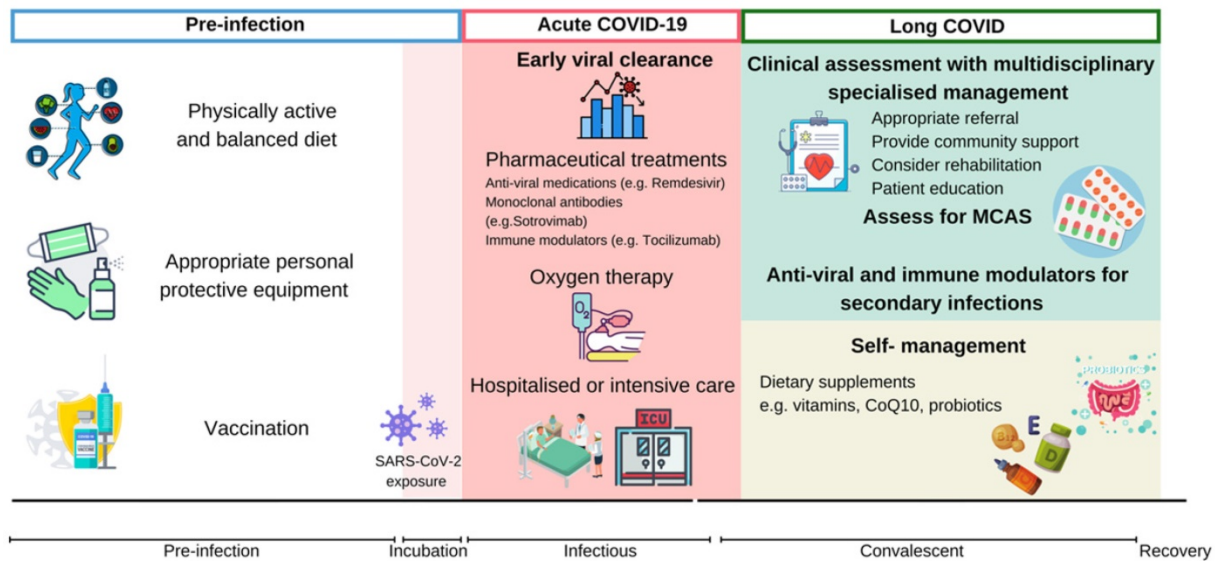 Pre-infection
Acute COVID-19
Long COVID
Physically active
and balanced diet
Appropriate personal
protective equipment
Vaccination
SARS-CoV-2
exposure
Early viral clearance
Pharmaceutical treatments
Anti-viral medications (e.g. Remdesivir)
Monoclonal antibodies
(e.g.Sotrovimab)
Immune modulators (e.g. Tocilizumab)
Oxygen therapy
O2
Hospitalised or intensive care
ICU
Clinical assessment with multidisciplinary
specialised management
Appropriate referral
Provide community support
Consider rehabilitation
Patient education
Assess for MCAS
Anti-viral and immune modulators for
secondary infections
Self- management
Dietary supplements
e.g. vitamins, CoQ10, probiotics
PROBIOTICS
E
B12
D
Pre-infection
Incubation
Infectious
Convalescent
Recovery